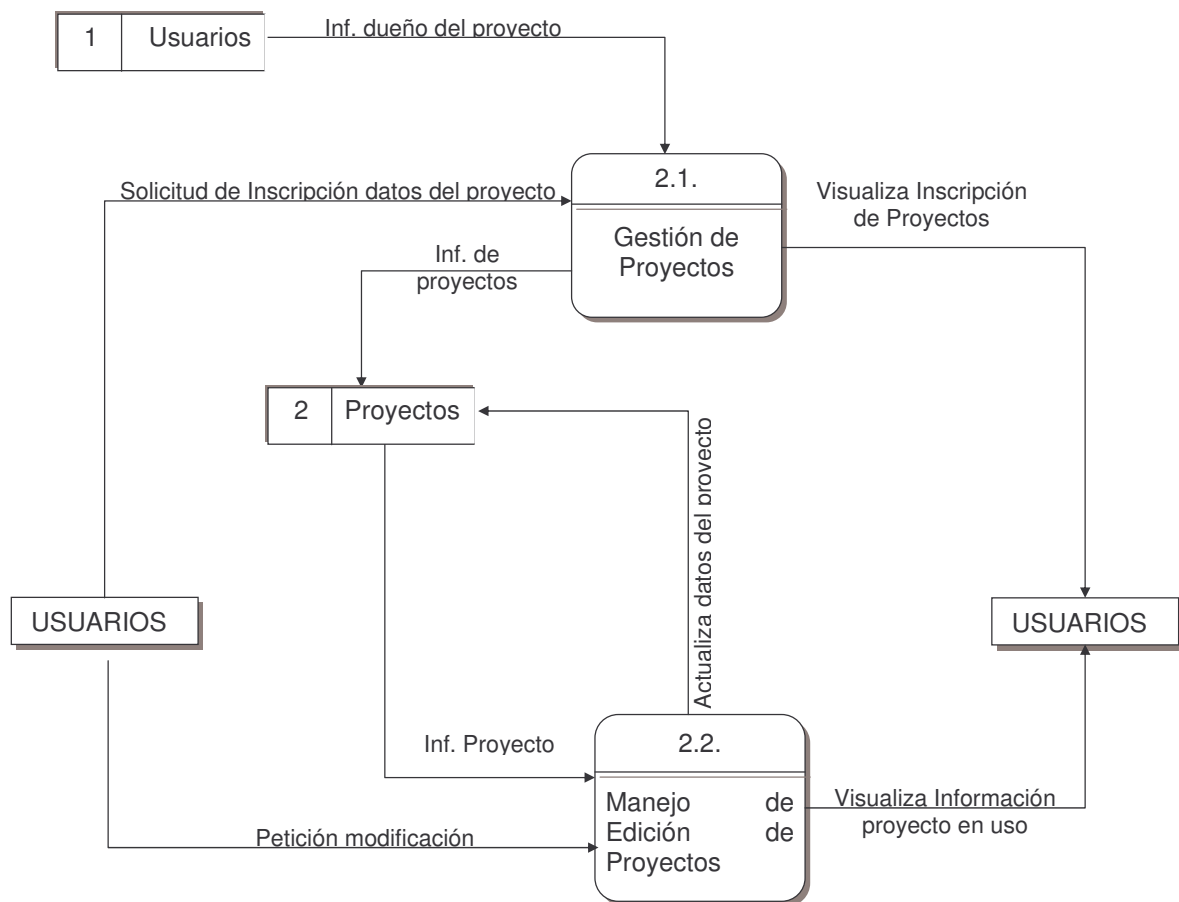 Inf. dueño del proyecto
1 Usuarios
2.1.
Solicitud de Inscripción datos del proyecto
Visualiza Inscripción
de Proyectos
Gestión de
Proyectos
Inf. de
proyectos
2 Proyectos
Actualiza datos del proyecto
USUARIOS
USUARIOS
2.2.
Inf. Proyecto
Manejo de
Edición de
Proyectos
Visualiza Información
proyecto en uso
Petición modificación